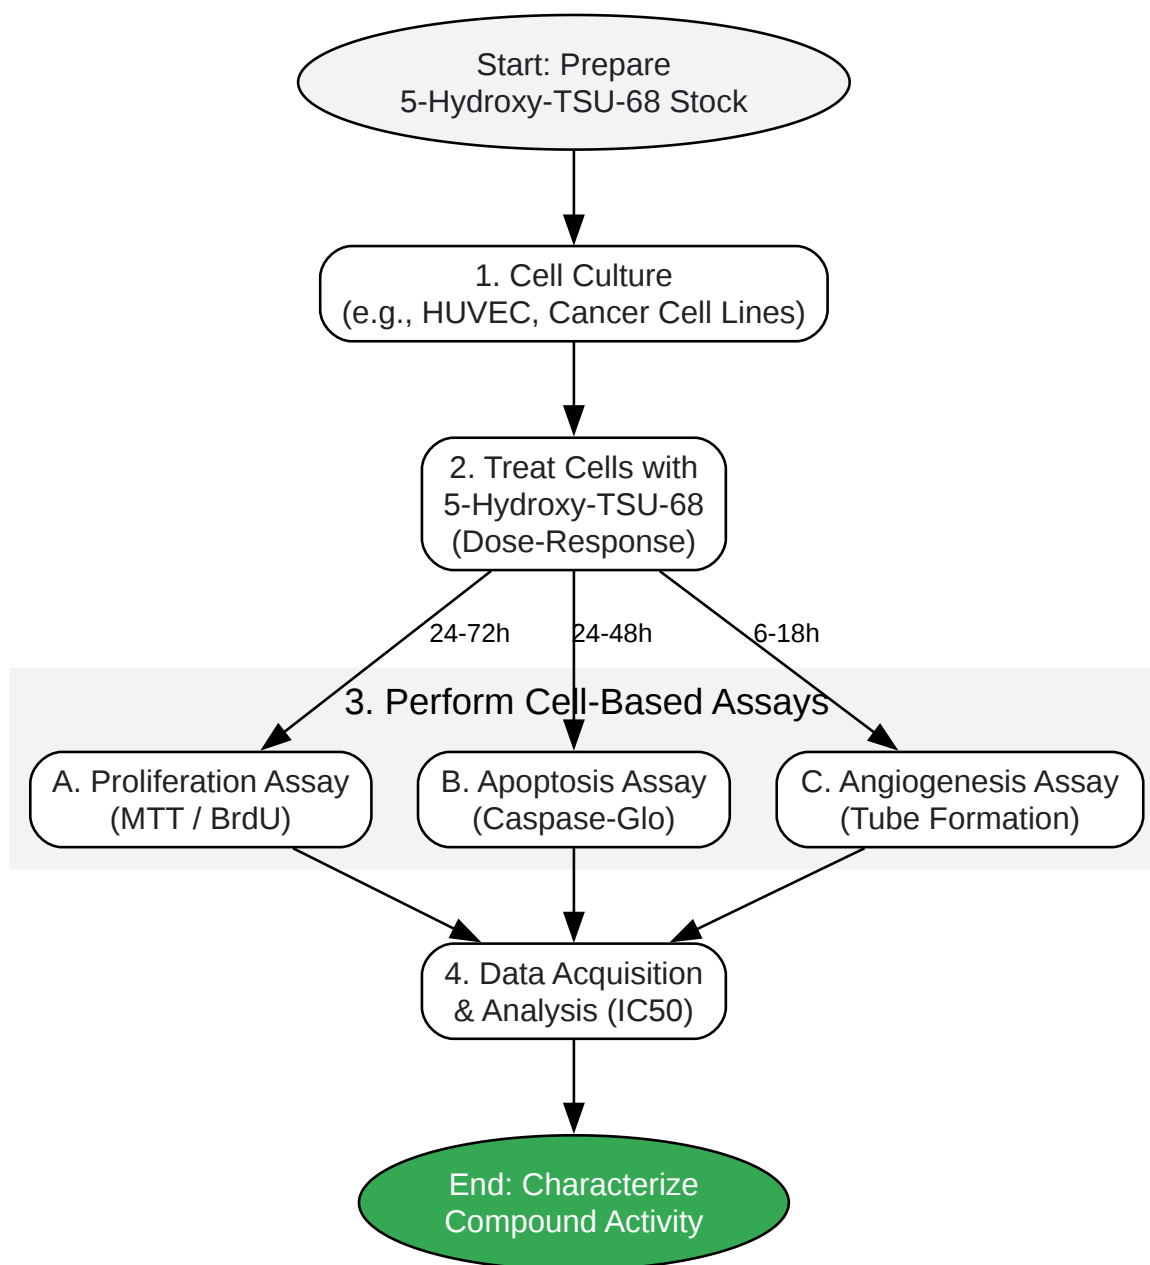 Start: Prepare
5-Hydroxy-TSU-68 Stock
1. Cell Culture
(e.g., HUVEC, Cancer Cell Lines)
2. Treat Cells with
5-Hydroxy-TSU-68
(Dose-Response)
24-72h
24-48h
6-18h
3. Perform Cell-Based Assays
A. Proliferation Assay
(MTT / BrdU)
B. Apoptosis Assay
(Caspase-Glo)
C. Angiogenesis Assay
(Tube Formation)
4. Data Acquisition
& Analysis (IC50)
End: Characterize
Compound Activity